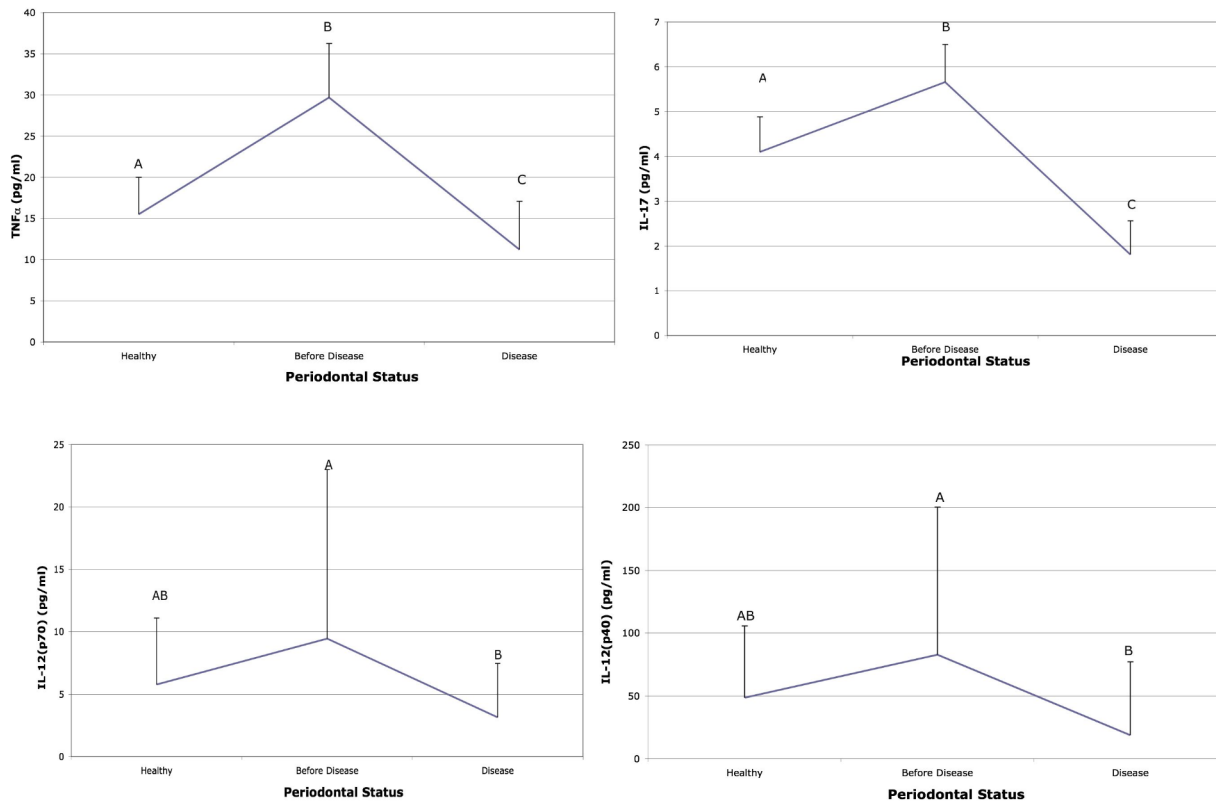 40
35
30
25
20
15
10
5
0
TNFα (pg/ml)
A
B
C
Healthy
Before Disease
Disease
Periodontal Status
7
6
5
4
3
2
1
0
IL-17 (pg/ml)
A
B
C
Healthy
Before Disease
Disease
Periodontal Status
25
20
15
10
5
0
IL-12(p70) (pg/ml)
AB
A
B
Healthy
Before Disease
Disease
Periodontal Status
250
200
150
100
50
0
IL-12(p40) (pg/ml)
AB
A
B
Healthy
Before Disease
Disease
Periodontal Status